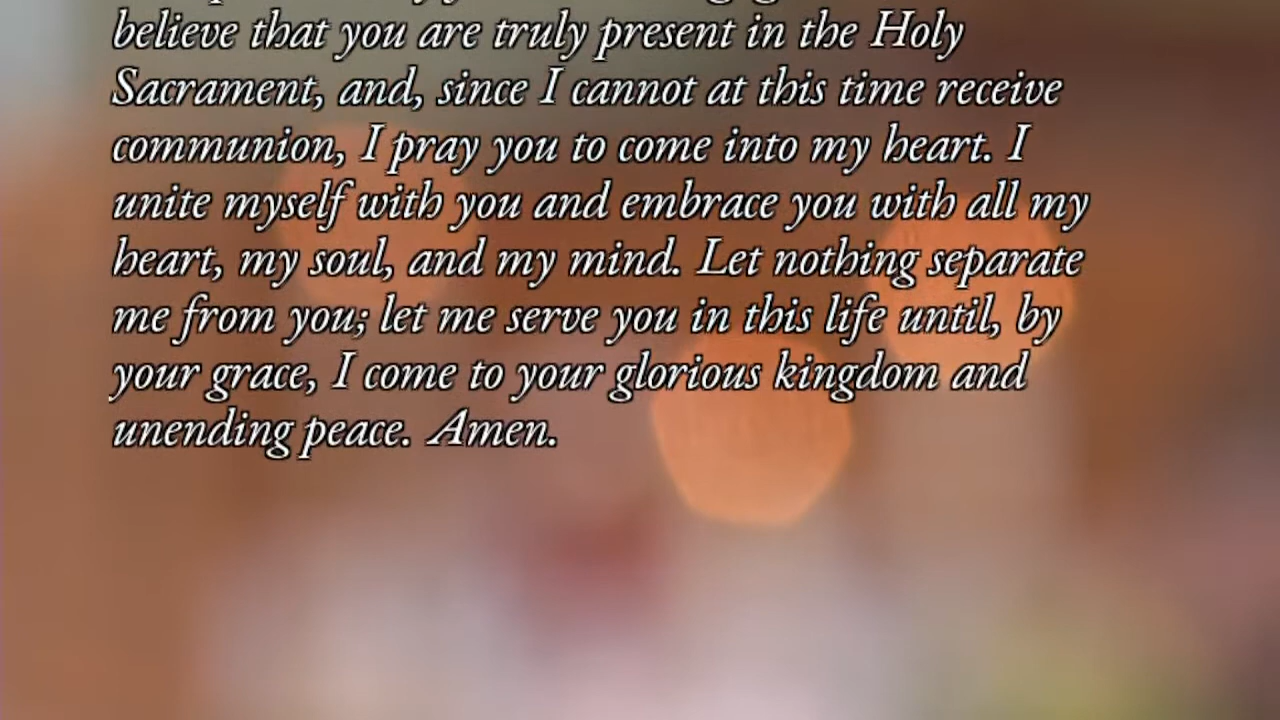 believe that you are truly present in the Holy
Sacrament, and, since I cannot at this time receive
communion, I pray you to come into my heart. I
unite myself with you and embrace you with all my
heart, my soul, and my mind. Let nothing separate
me from you; let me serve you in this life until, by
your grace, I come to your glorious kingdom and
unending peace. Amen.